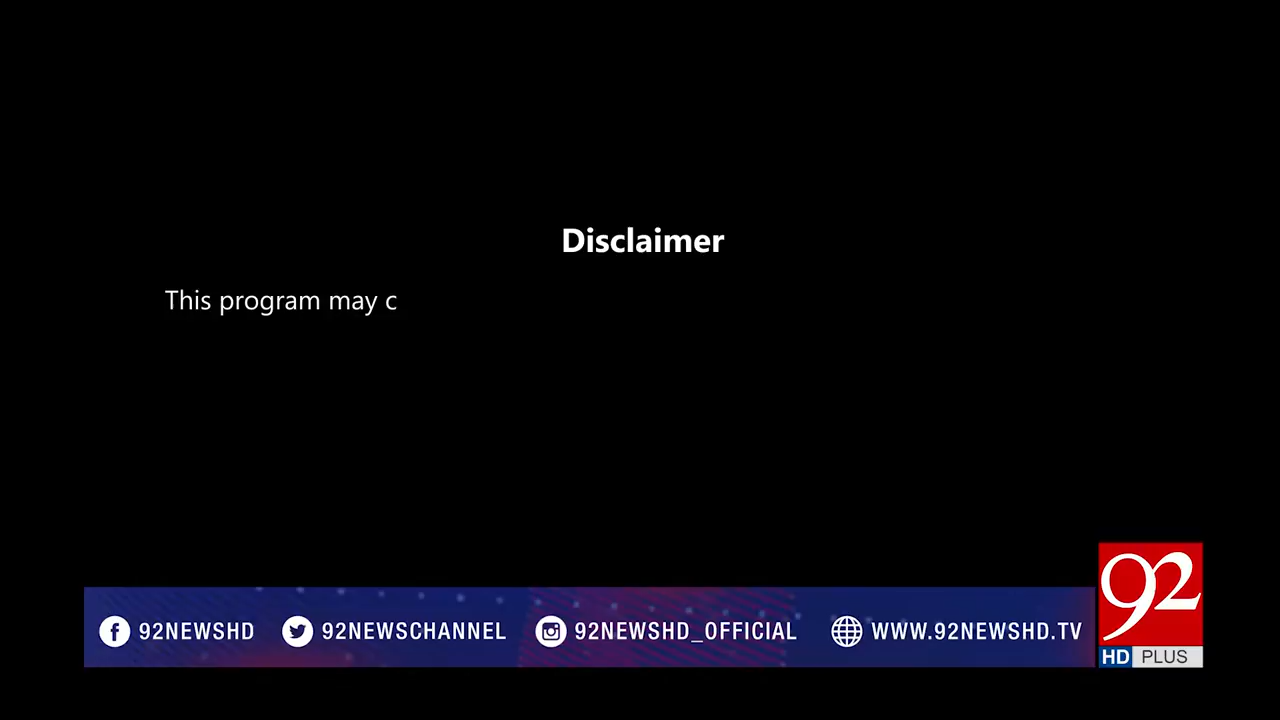 Disclaimer
This program may c
92NEWSHD 92NEWSCHANNEL 92NEWSHD_OFFICIAL WWW.92NEWSHD.TV
92
HD PLUS